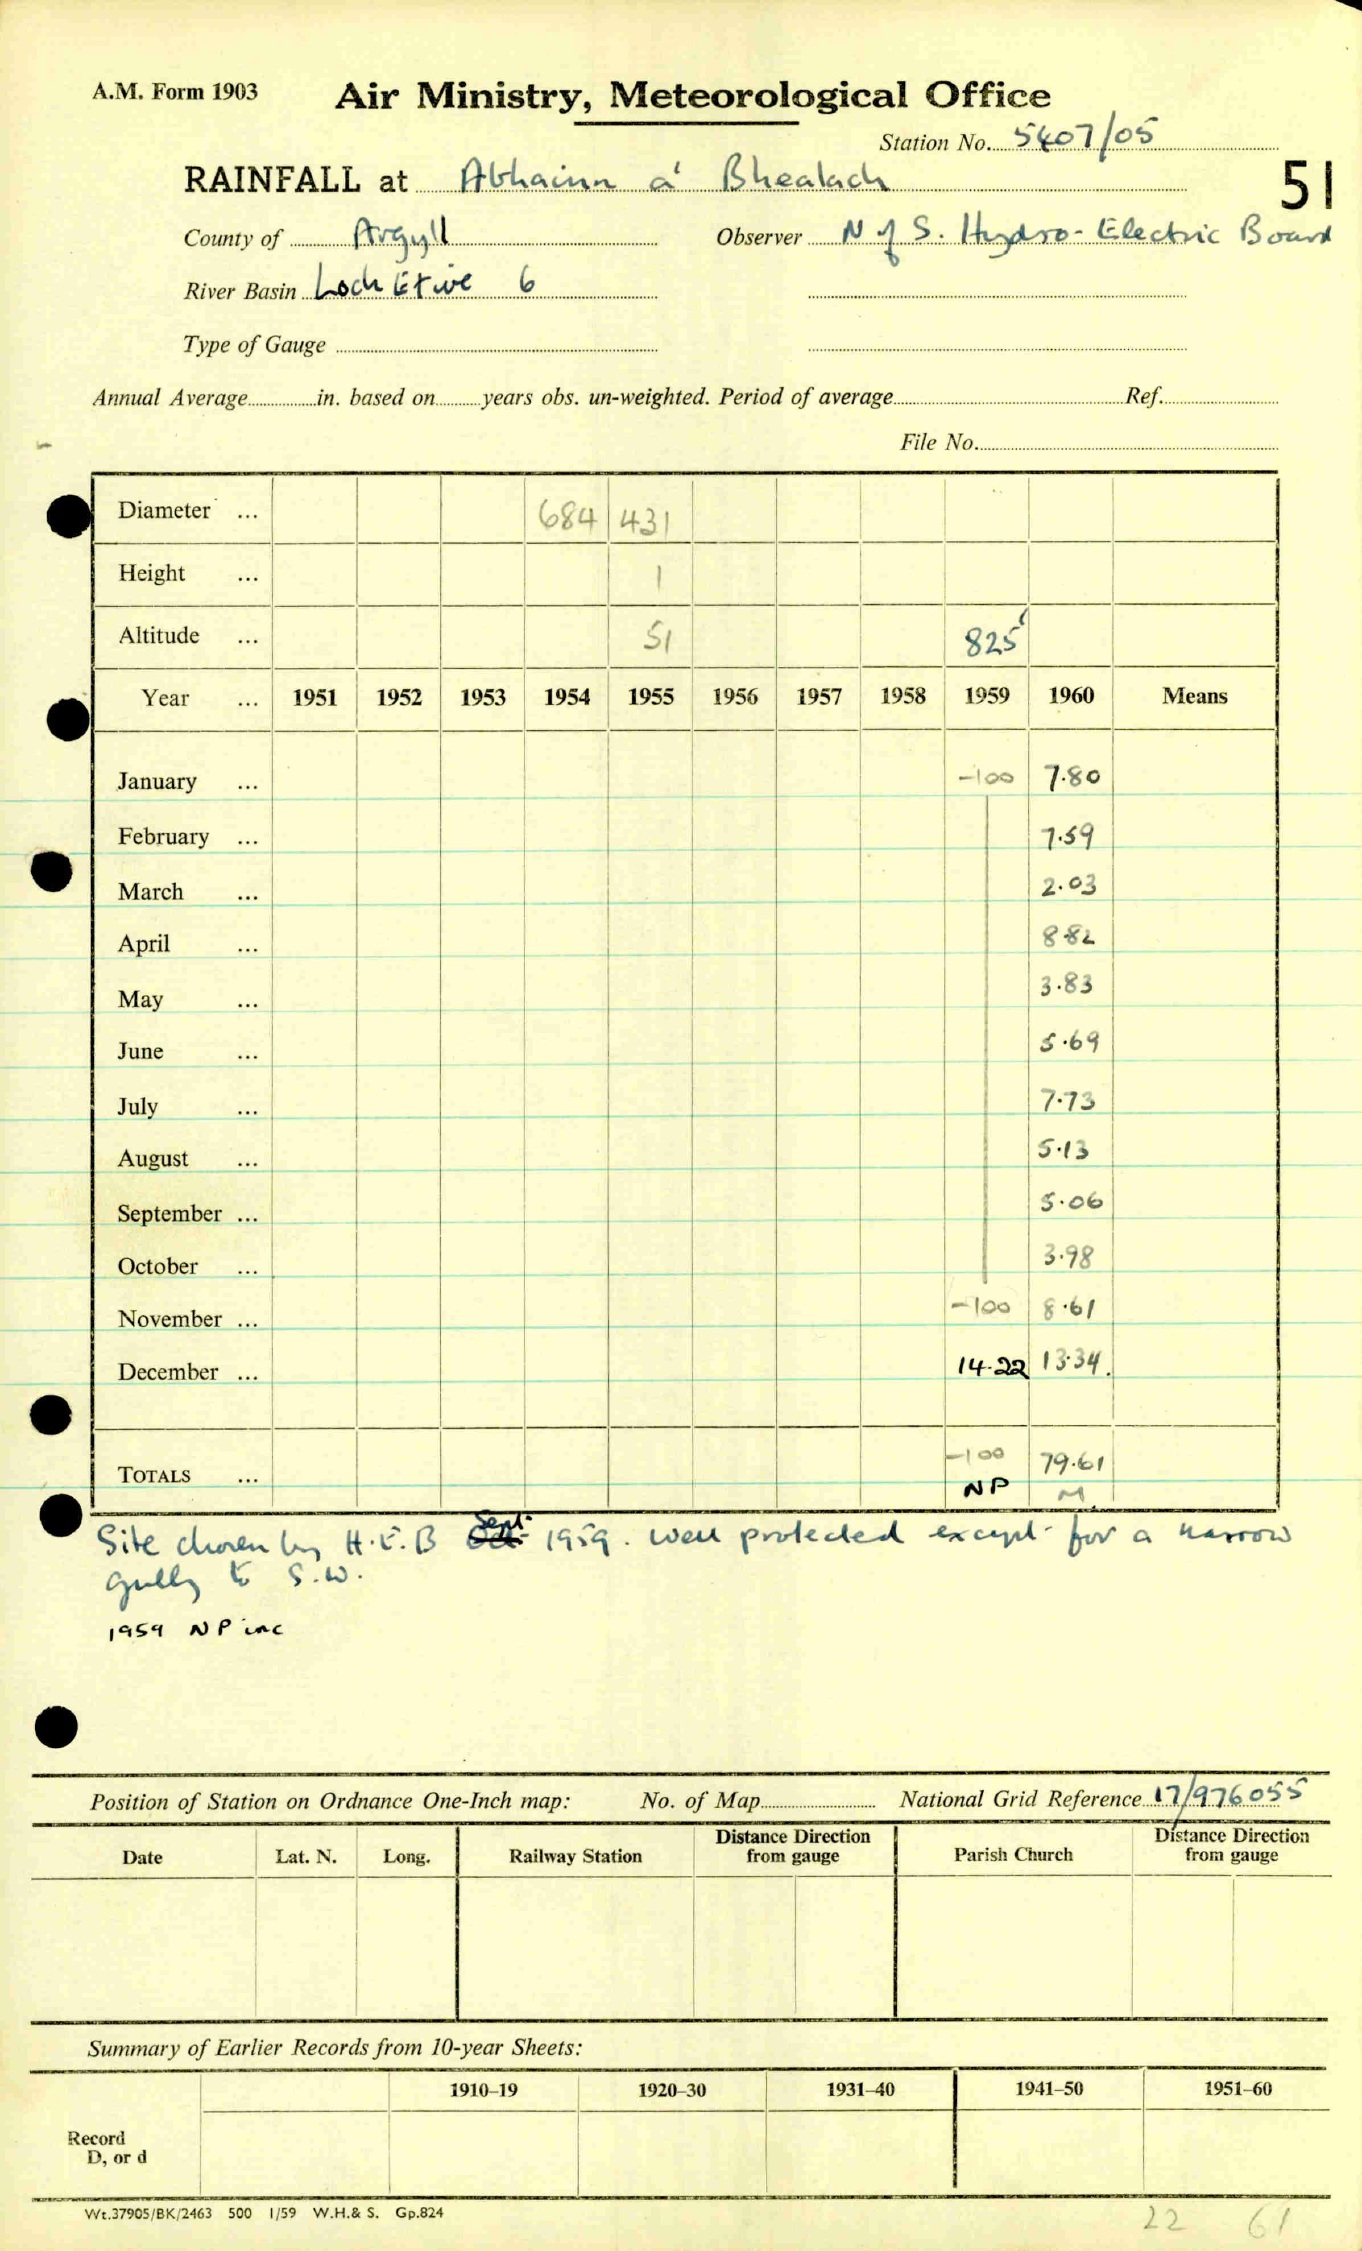 A.M. Form 1903
Air Ministry, Meteorological Office
Station No. 5407/05
RAINFALL at Abhainn a' Bhealach
51
County of Argyll Observer N of S. Hydro-Electric Board
River Basin Loch Etive 6
Type of Gauge
Annual Average in. based on years obs. un-weighted. Period of average Ref.
File No.
Diameter ... 684 431
Height ... 1
Altitude ... 51 825'
Year ... 1951 1952 1953 1954 1955 1956 1957 1958 1959 1960 Means
January ... -100 7.80
February ... 7.59
March ... 2.03
April ... 8.82
May ... 3.83
June ... 5.69
July ... 7.73
August ... 5.13
September ... 5.06
October ... 3.98
November ... -100 8.61
December ... 14.22 13.34.
TOTALS ... -100 79.61
NP M
Site chosen by H.E.B Sept 1959. Well protected except for a narrow
gully to S.W.
1959 NP inc
Position of Station on Ordnance One-Inch map: No. of Map National Grid Reference 17/976055
Date Lat. N. Long. Railway Station Distance Direction from gauge Parish Church Distance Direction from gauge
Summary of Earlier Records from 10-year Sheets:
1910–19 1920–30 1931–40 1941–50 1951–60
Record
D, or d
Wt.37905/BK/2463 500 1/59 W.H.& S. Gp.824
22 61